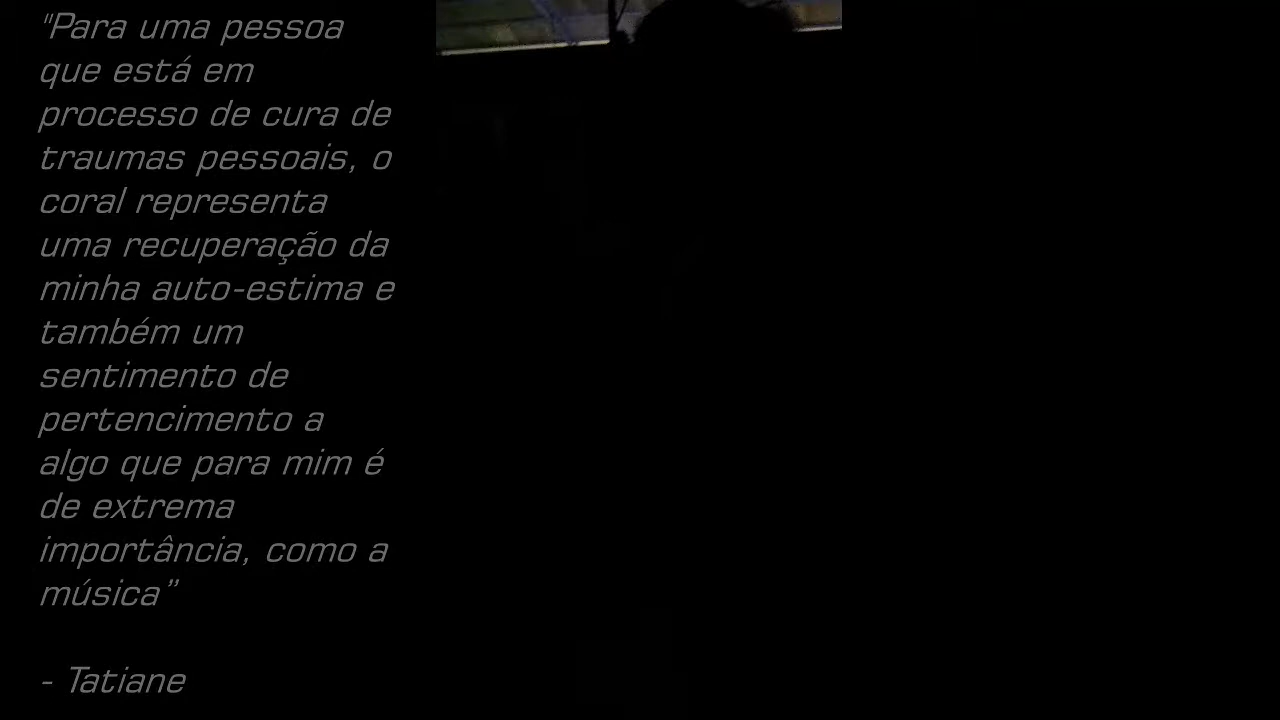 "Para uma pessoa
que está em
processo de cura de
traumas pessoais, o
coral representa
uma recuperação da
minha auto-estima e
também um
sentimento de
pertencimento a
algo que para mim é
de extrema
importância, como a
música”
- Tatiane